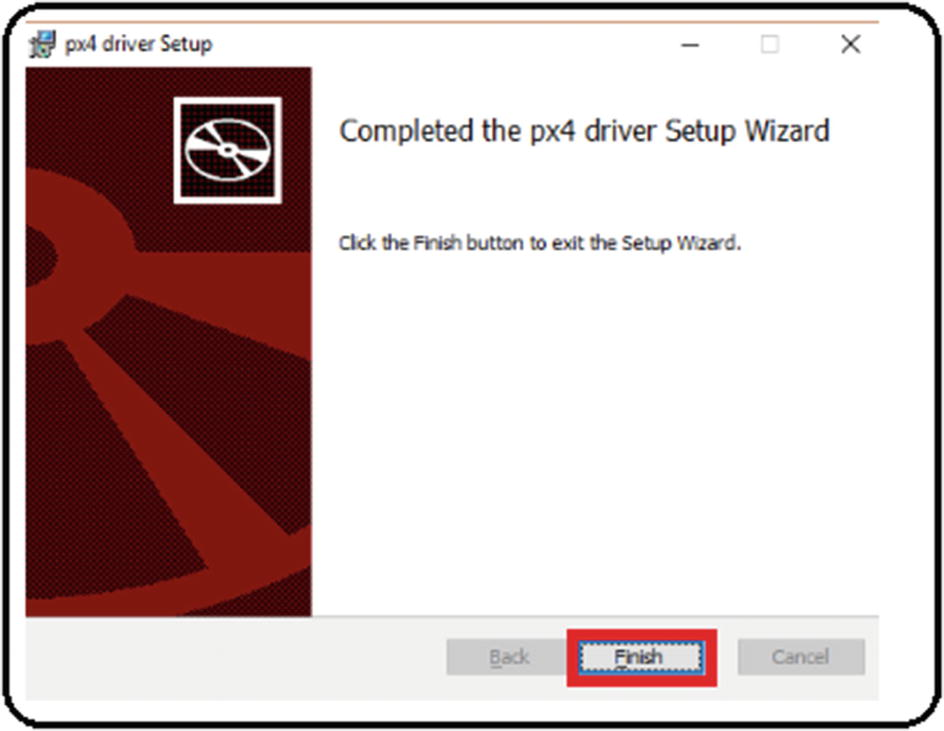 px4 driver Setup
Completed the px4 driver Setup Wizard
Click the Finish button to exit the Setup Wizard.
Back Finish Cancel